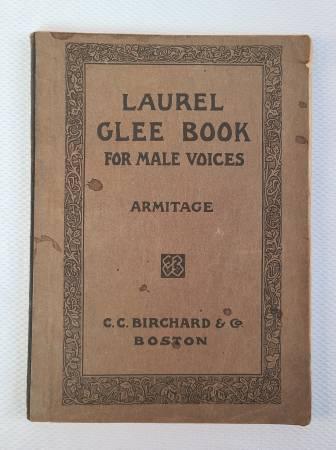 LAUREL
GLEE BOOK
FOR MALE VOICES
ARMITAGE
C. C. BIRCHARD & Co
BOSTON